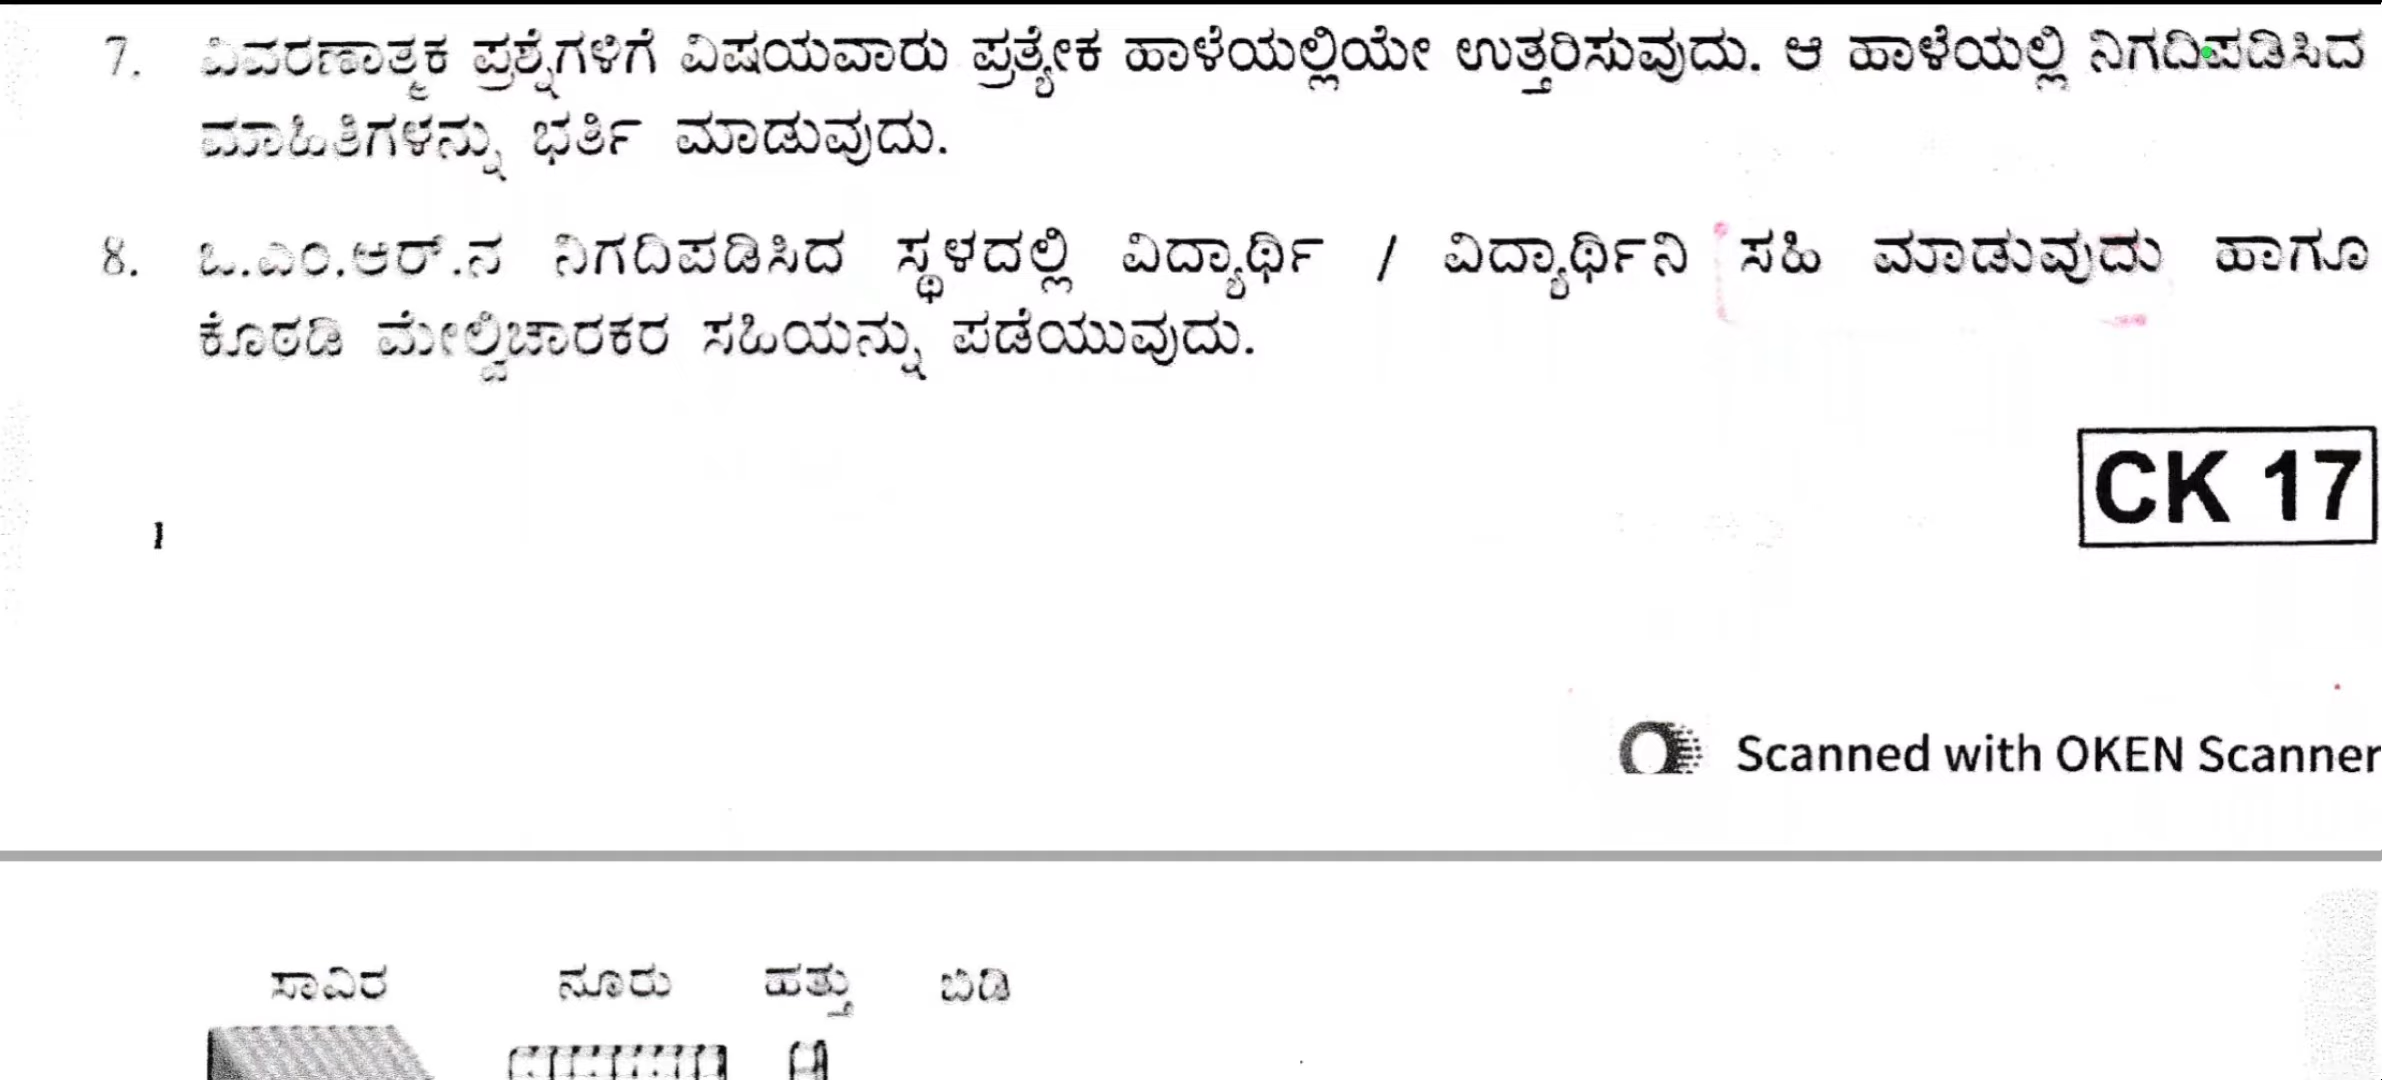 7. ವಿವರಣಾತ್ಮಕ ಪ್ರಶ್ನೆಗಳಿಗೆ ವಿಷಯವಾರು ಪ್ರತ್ಯೇಕ ಹಾಳೆಯಲ್ಲಿಯೇ ಉತ್ತರಿಸುವುದು. ಆ ಹಾಳೆಯಲ್ಲಿ ನಿಗದಿಪಡಿಸಿದ
ಮಾಹಿತಿಗಳನ್ನು ಭರ್ತಿ ಮಾಡುವುದು.
8. ಒ.ಎಂ.ಆರ್.ನ ನಿಗದಿಪಡಿಸಿದ ಸ್ಥಳದಲ್ಲಿ ವಿದ್ಯಾರ್ಥಿ / ವಿದ್ಯಾರ್ಥಿನಿ ಸಹಿ ಮಾಡುವುದು ಹಾಗೂ
ಕೊಠಡಿ ಮೇಲ್ವಿಚಾರಕರ ಸಹಿಯನ್ನು ಪಡೆಯುವುದು.
CK 17
1
Scanned with OKEN Scanner
ಸಾವಿರ ನೂರು ಹತ್ತು ಬಿಡಿ